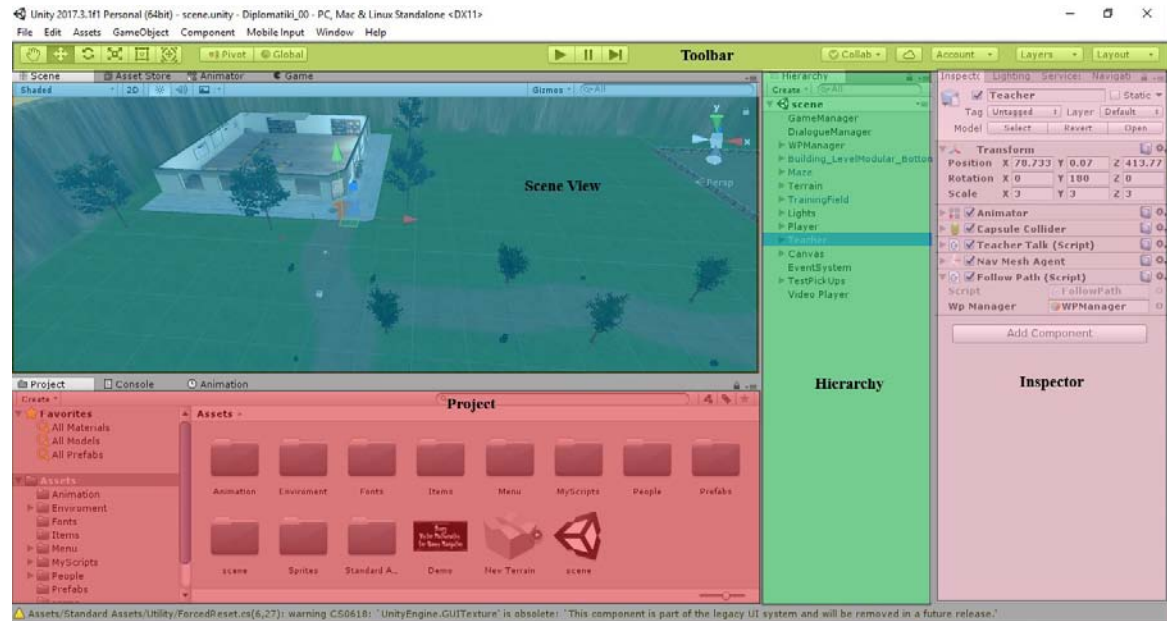 Unity 2017.3.1f1 Personal (64bit) - scene.unity - Diplomatiki_00 - PC, Mac & Linux Standalone <DX11>
File Edit Assets GameObject Component Mobile Input Window Help
Pivot Global Toolbar Collab Account Layers Layout
Scene Asset Store Animator Game
Shaded 2D Gizmos All
y
x
Persp
Scene View
Hierarchy
Create All
scene
GameManager
DialogueManager
WPManager
Building_LevelModular_Botton
Maze
Terrain
TrainingField
Lights
Player
Teacher
Canvas
EventSystem
TestPickUps
Video Player
Hierarchy
Inspecto Lighting Services Navigati
Teacher Static
Tag Untagged Layer Default
Model Select Revert Open
Transform
Position X 70.733 Y 0.07 Z 413.77
Rotation X 0 Y 180 Z 0
Scale X 3 Y 3 Z 3
Animator
Capsule Collider
Teacher Talk (Script)
Nav Mesh Agent
Follow Path (Script)
Script FollowPath
Wp Manager WPManager
Add Component
Inspector
Project Console Animation
Create
Project
Favorites
All Materials
All Models
All Prefabs
Assets
Animation
Enviroment
Fonts
Items
Menu
MyScripts
People
Prefabs
Assets
Animation Enviroment Fonts Items Menu MyScripts People Prefabs
scene Sprites Standard A... Demo New Terrain scene
Assets/Standard Assets/Utility/ForcedReset.cs(6,27): warning CS0618: `UnityEngine.GUITexture' is obsolete: `This component is part of the legacy UI system and will be removed in a future release.'